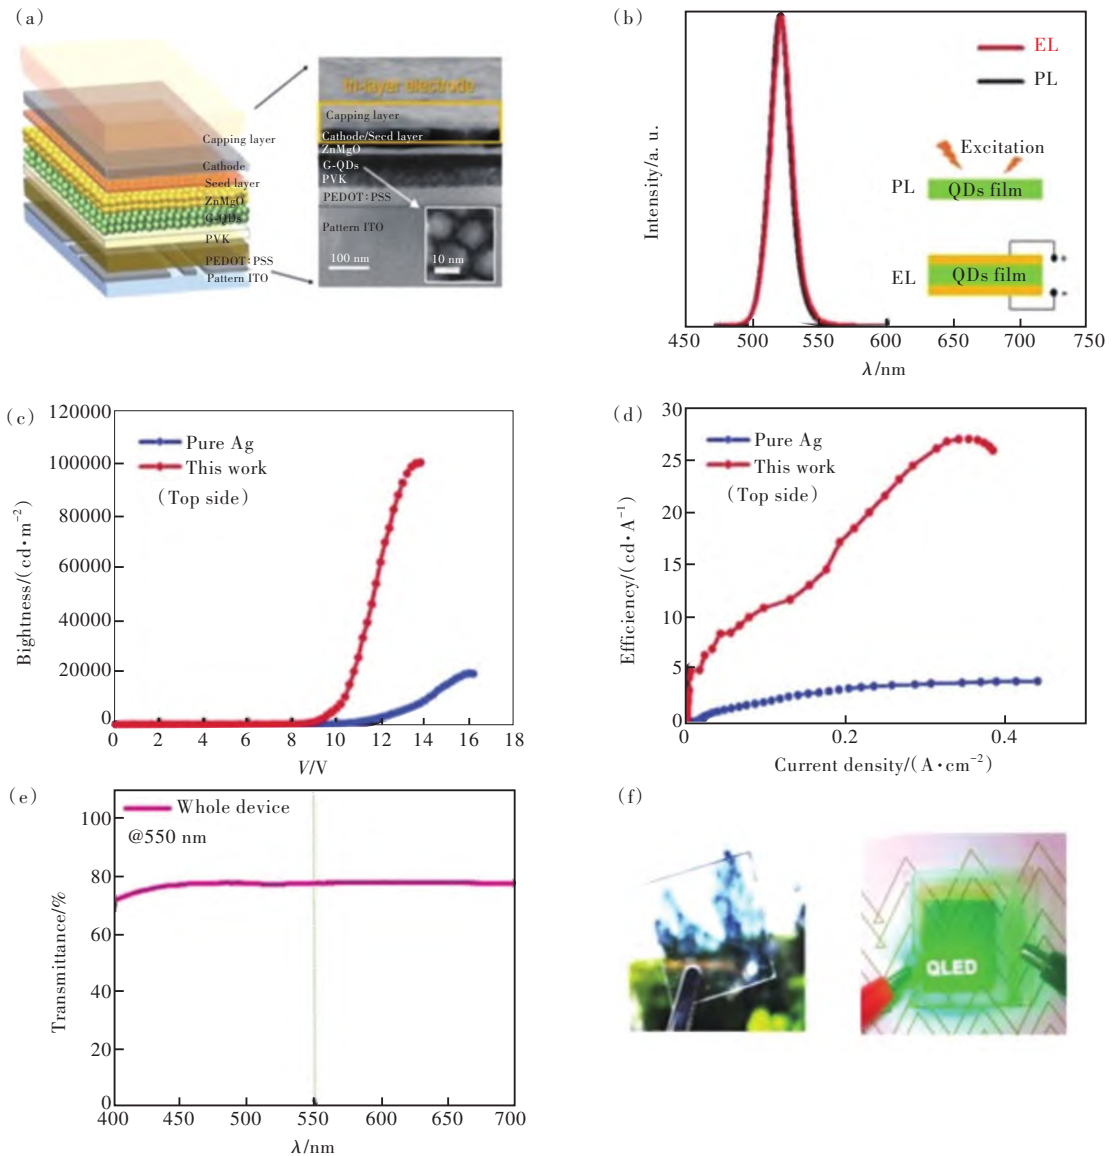 (a)
Capping layer
Cathode
Seed layer
ZnMgO
G-QDs
PVK
PEDOT:PSS
Pattern ITO
tri-layer electrode
Capping layer
Cathode/Seed layer
ZnMgO
G-QDs
PVK
PEDOT:PSS
Pattern ITO
100 nm
10 nm
(b)
Intensity/a. u.
EL
PL
Excitation
PL
QDs film
EL
QDs film
+
-
450 500 550 600 650 700 750
λ/nm
(c)
Bightness/(cd·m⁻²)
120000
100000
80000
60000
40000
20000
0
Pure Ag
This work
(Top side)
0 2 4 6 8 10 12 14 16 18
V/V
(d)
Efficiency/(cd·A⁻¹)
30
25
20
15
10
5
0
Pure Ag
This work
(Top side)
0 0.2 0.4
Current density/(A·cm⁻²)
(e)
Transmittance/%
100
80
60
40
20
0
Whole device
@550 nm
400 450 500 550 600 650 700
λ/nm
(f)
QLED